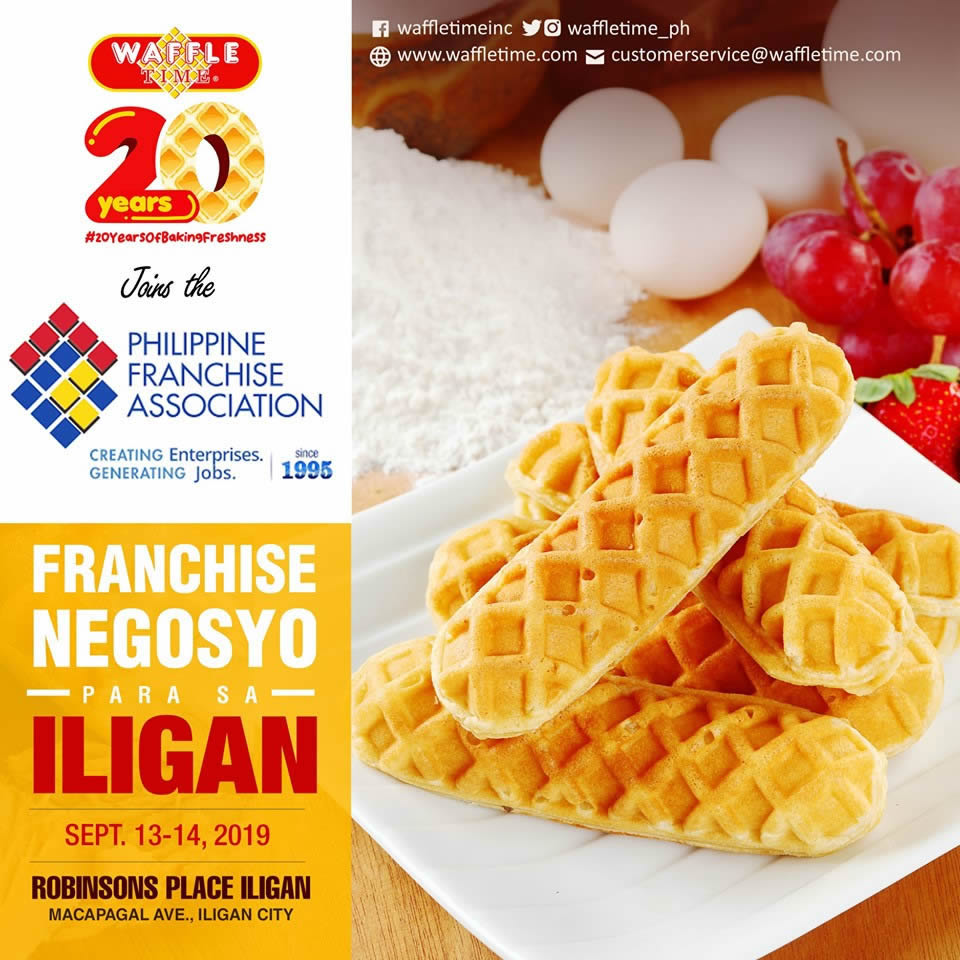 WAFFLE
TIME®
20
years
#20YearsOfBakingFreshness
Joins the
PHILIPPINE
FRANCHISE
ASSOCIATION
CREATING Enterprises.
GENERATING Jobs.
since
1995
FRANCHISE
NEGOSYO
PARA SA
ILIGAN
SEPT. 13-14, 2019
ROBINSONS PLACE ILIGAN
MACAPAGAL AVE., ILIGAN CITY
waffletimeinc waffletime_ph
www.waffletime.com customerservice@waffletime.com